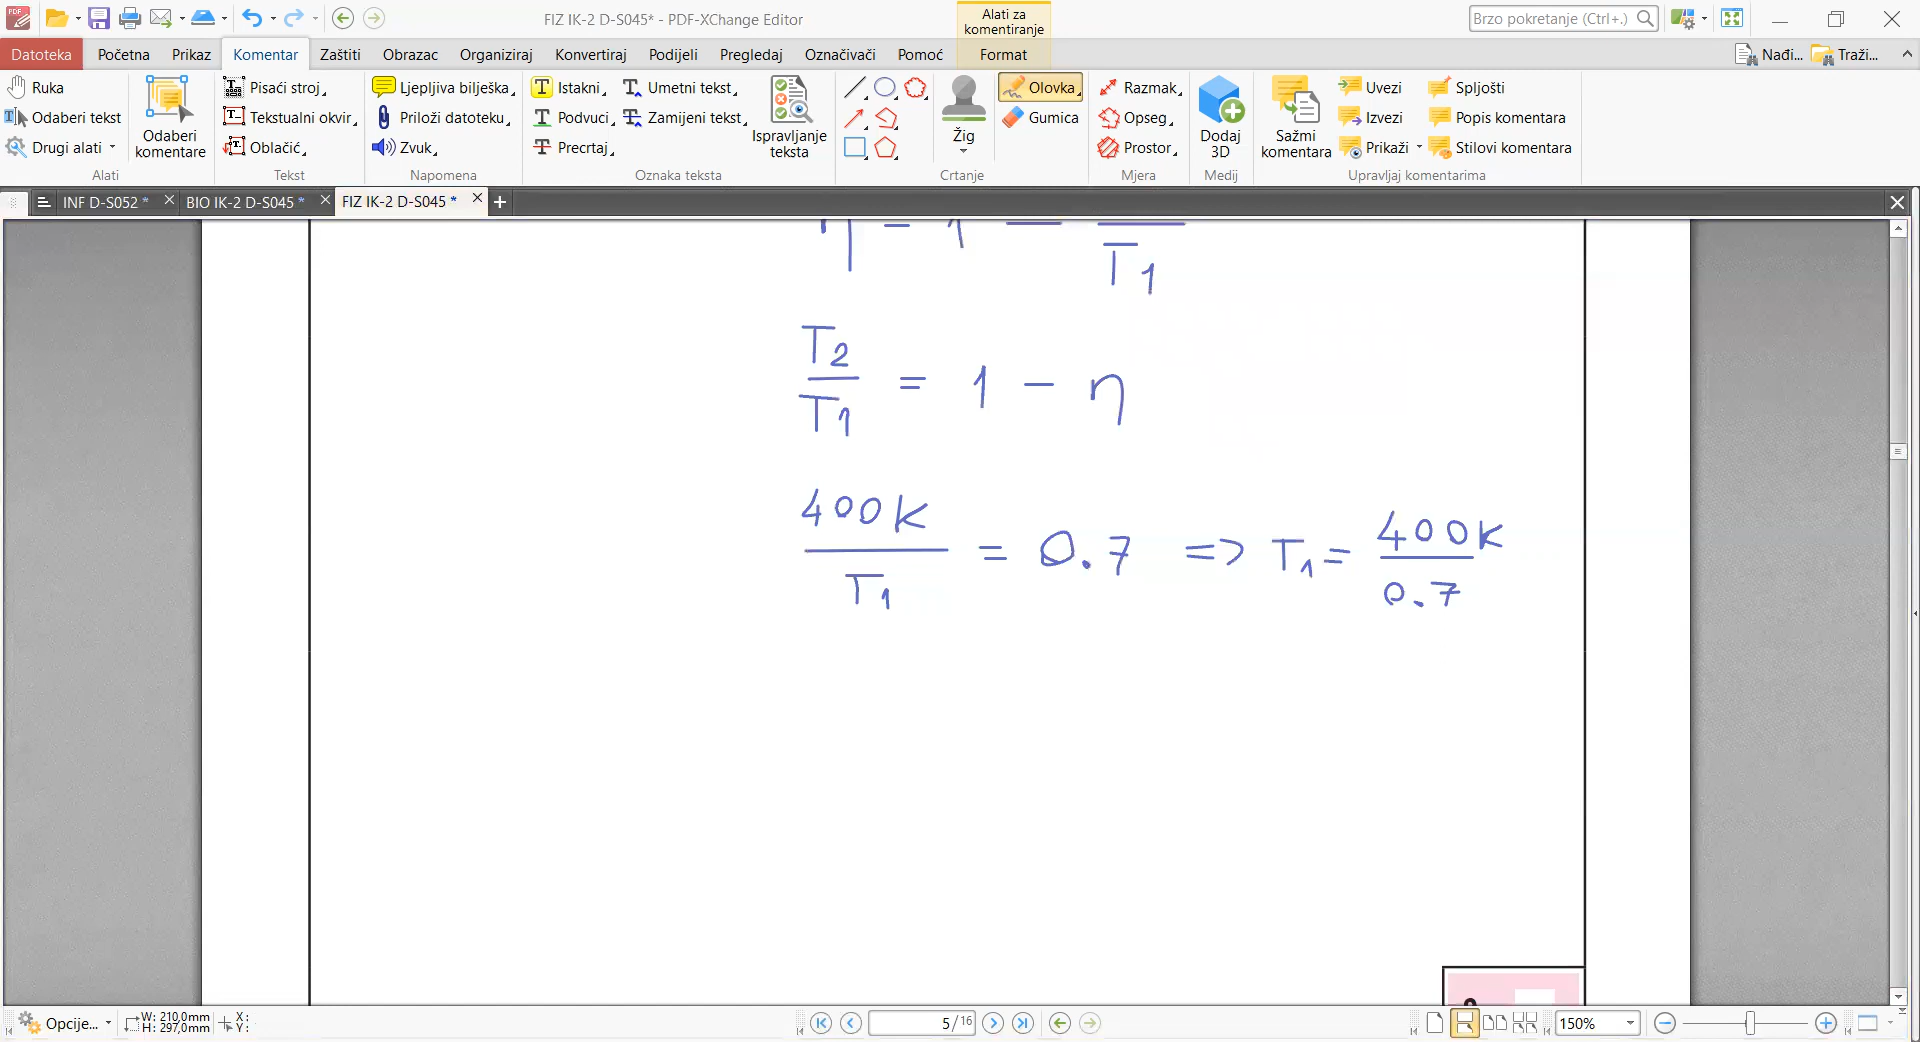 FIZ IK-2 D-S045* - PDF-XChange Editor
Alati za komentiranje
Brzo pokretanje (Ctrl+.)
Datoteka Početna Prikaz Komentar Zaštiti Obrazac Organiziraj Konvertiraj Podijeli Pregledaj Označivači Pomoć Format Nađi... Traži...
Ruka
Odaberi tekst
Drugi alati
Alati
Odaberi komentare
Pisaći stroj
Tekstualni okvir
Oblačić
Tekst
Ljepljiva bilješka
Priloži datoteku
Zvuk
Napomena
Istakni
Podvuci
Precrtaj
Umetni tekst
Zamijeni tekst
Ispravljanje teksta
Oznaka teksta
Crtanje
Žig
Olovka
Gumica
Razmak
Opseg
Prostor
Mjera
Dodaj 3D
Medij
Sažmi komentara
Uvezi
Izvezi
Prikaži
Spljošti
Popis komentara
Stilovi komentara
Upravljaj komentarima
INF D-S052 * BIO IK-2 D-S045 * FIZ IK-2 D-S045 *
η = 1 — / T1
T2 / T1 = 1 - η
400K / T1 = 0.7 => T1 = 400K / 0.7
Opcije... W: 210,0mm H: 297,0mm X: Y: 5/16 150%